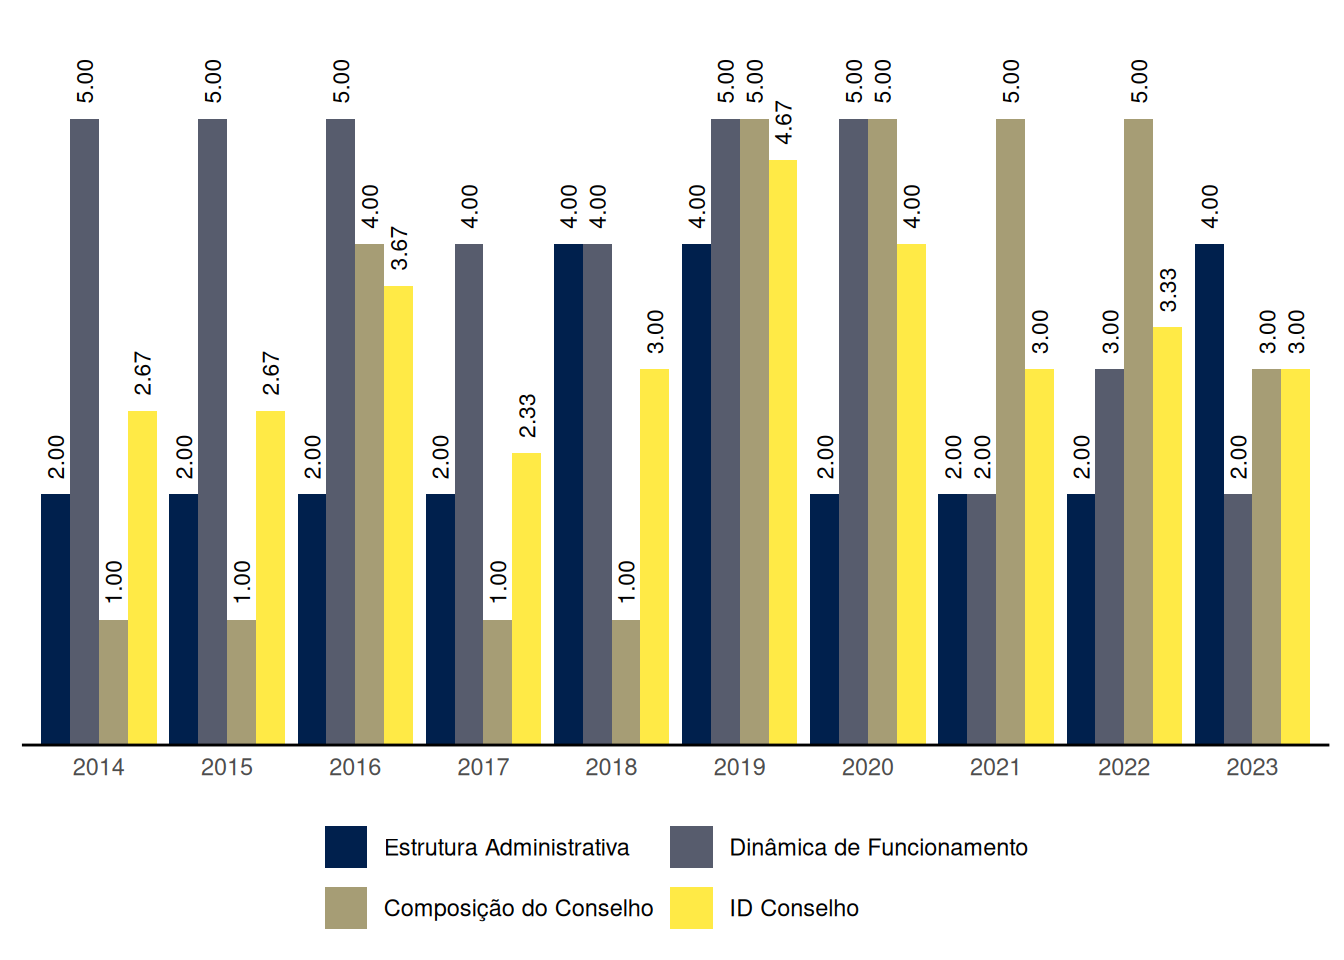 2.00 5.00 1.00 2.67
2.00 5.00 1.00 2.67
2.00 5.00 4.00 3.67
2.00 4.00 1.00 2.33
4.00 4.00 1.00 3.00
4.00 5.00 5.00 4.67
2.00 5.00 5.00 4.00
2.00 2.00 5.00 3.00
2.00 3.00 5.00 3.33
4.00 2.00 3.00 3.00
2014 2015 2016 2017 2018 2019 2020 2021 2022 2023
Estrutura Administrativa Dinâmica de Funcionamento
Composição do Conselho ID Conselho